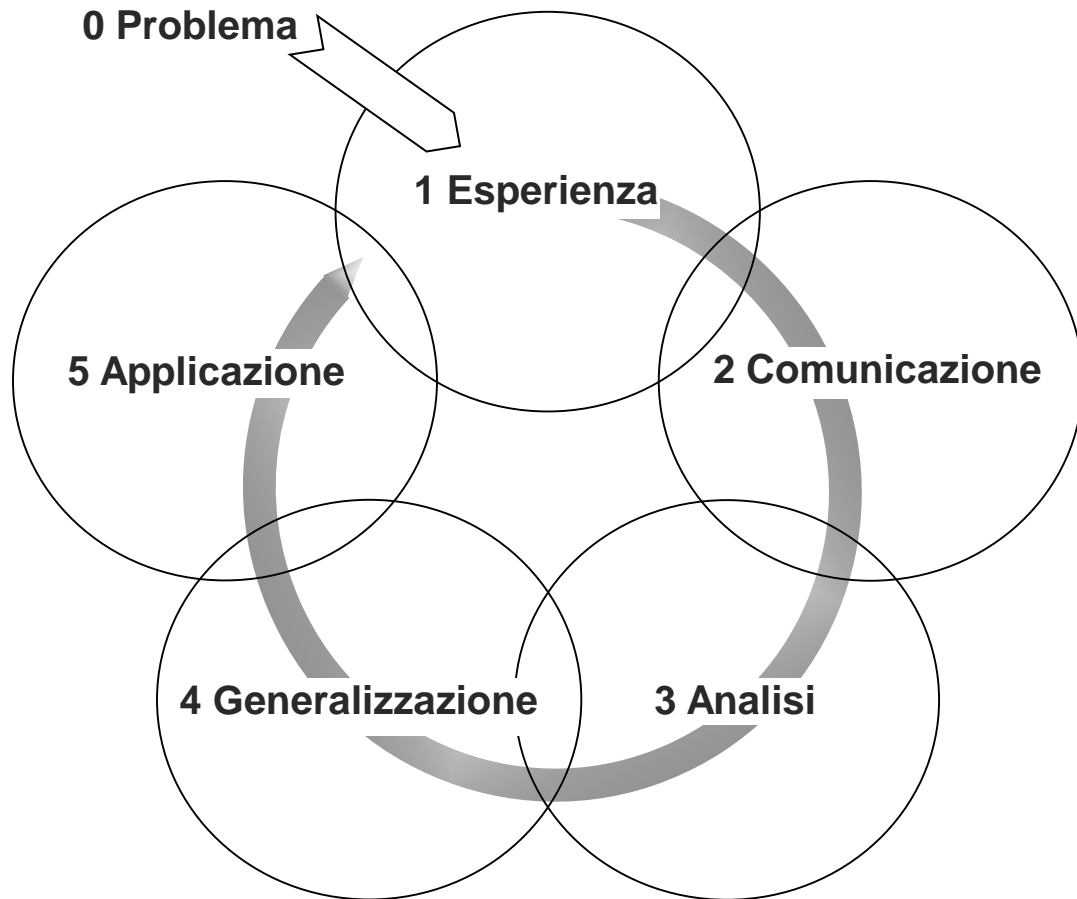 0 Problema
1 Esperienza
2 Comunicazione
3 Analisi
4 Generalizzazione
5 Applicazione